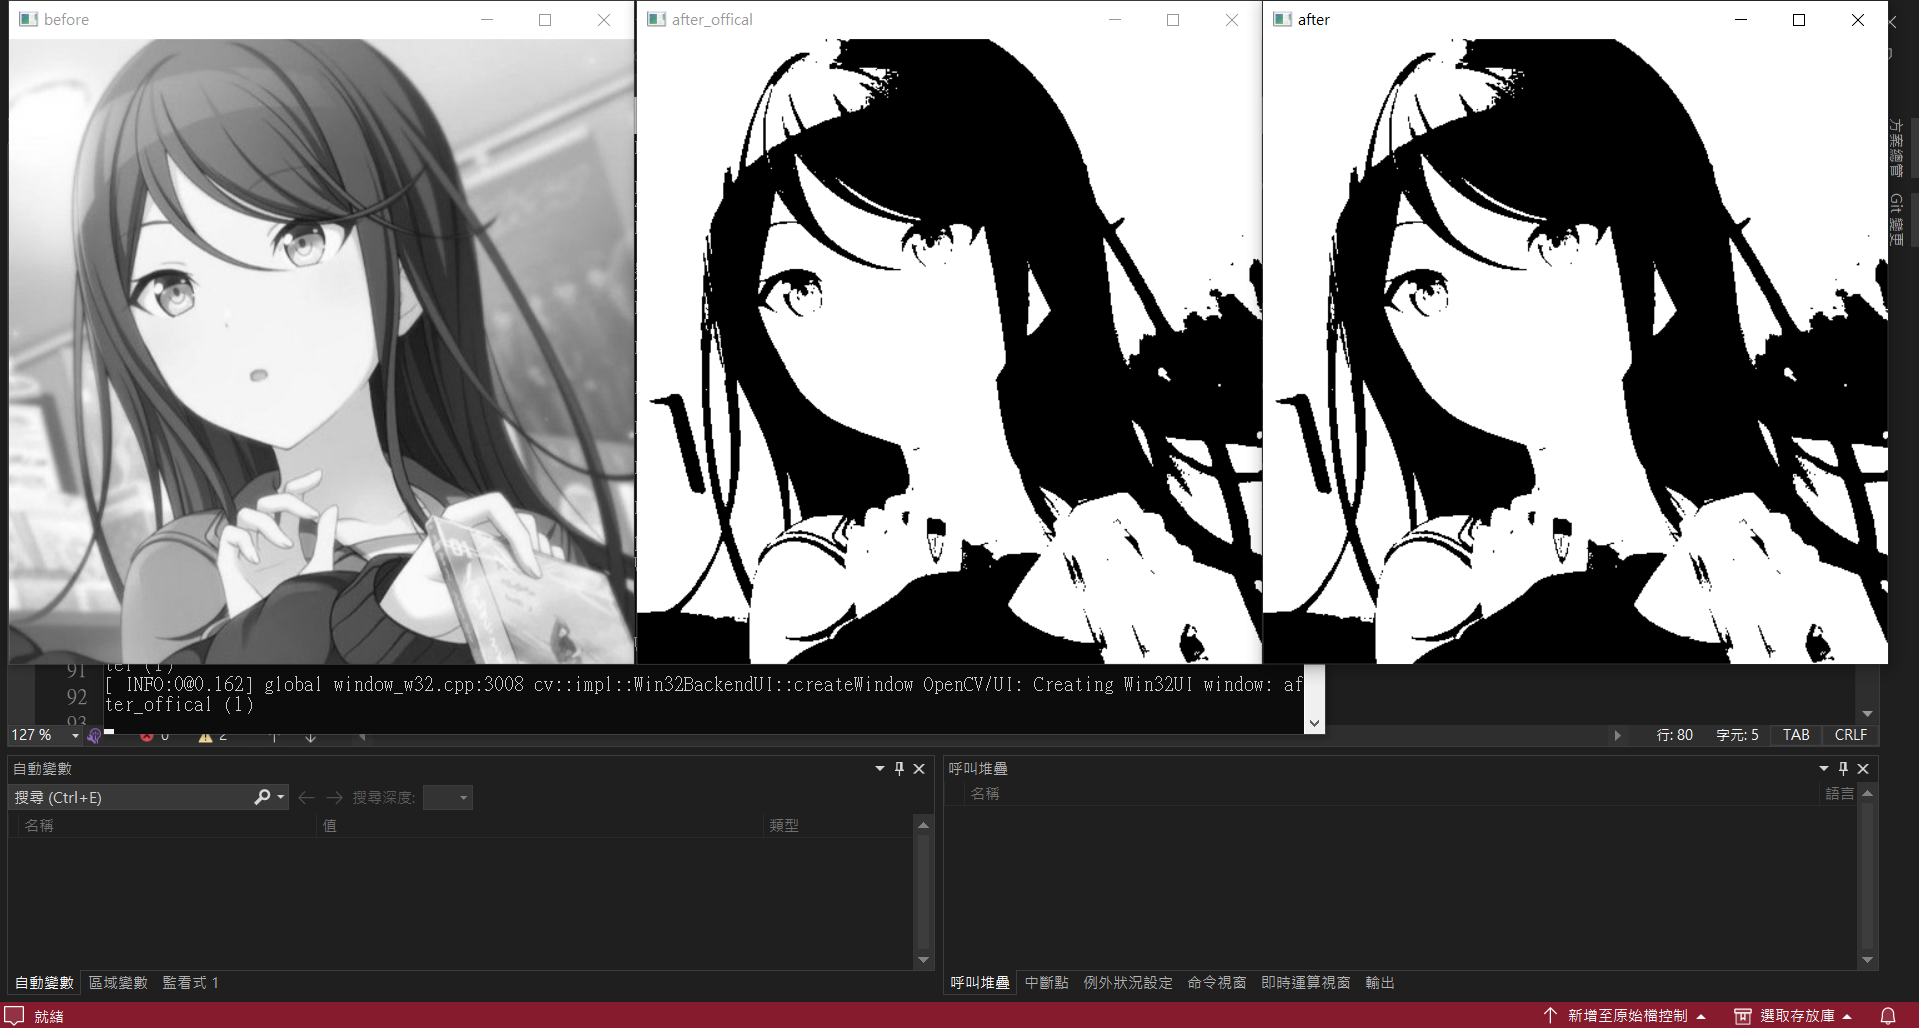 before
after_offical
after
方案總管
Git 變更
91
ter (1)
92
[ INFO:0@0.162] global window_w32.cpp:3008 cv::impl::Win32BackendUI::createWindow OpenCV/UI: Creating Win32UI window: af
ter_offical (1)
93
127 %
0
2
行: 80
字元: 5
TAB
CRLF
自動變數
搜尋 (Ctrl+E)
搜尋深度:
名稱
值
類型
自動變數
區域變數
監看式 1
呼叫堆疊
名稱
語言
呼叫堆疊
中斷點
例外狀況設定
命令視窗
即時運算視窗
輸出
就緒
新增至原始檔控制
選取存放庫